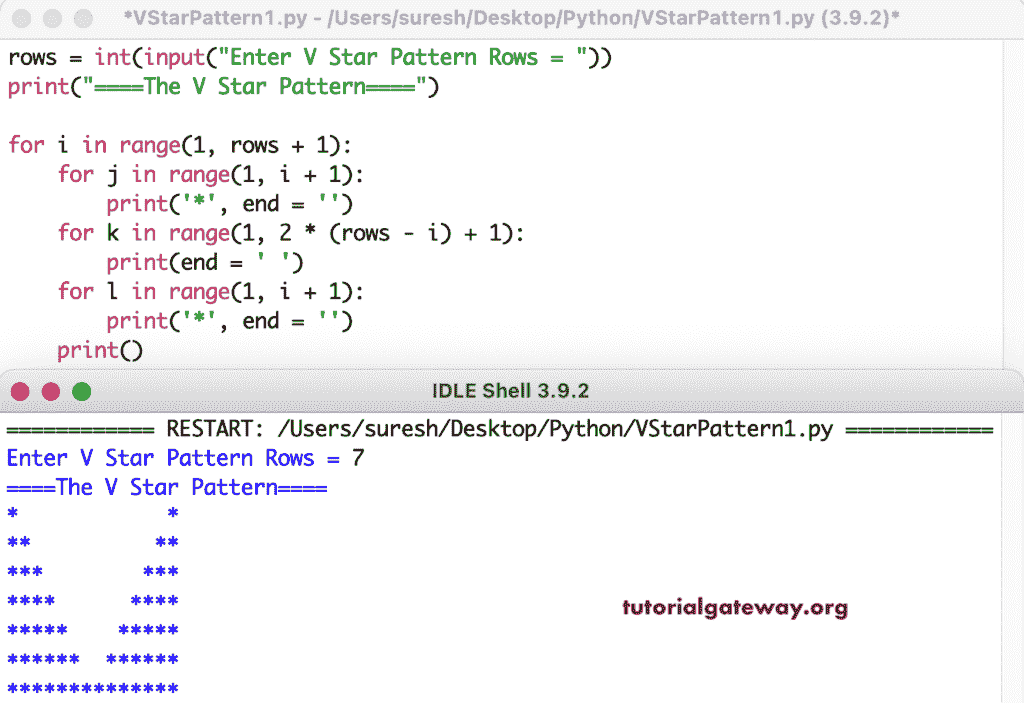 *VStarPattern1.py - /Users/suresh/Desktop/Python/VStarPattern1.py (3.9.2)*
rows = int(input("Enter V Star Pattern Rows = "))
print("====The V Star Pattern====")

for i in range(1, rows + 1):
    for j in range(1, i + 1):
        print('*', end = '')
    for k in range(1, 2 * (rows - i) + 1):
        print(end = ' ')
    for l in range(1, i + 1):
        print('*', end = '')
    print()
IDLE Shell 3.9.2
============ RESTART: /Users/suresh/Desktop/Python/VStarPattern1.py ============
Enter V Star Pattern Rows = 7
====The V Star Pattern====
*            *
**          **
***        ***
****      ****
*****    *****
******  ******
**************
tutorialgateway.org